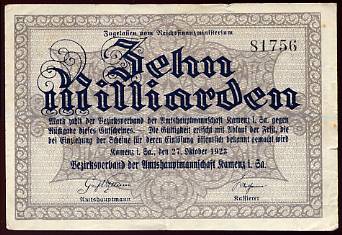 Zugelassen vom Reichsfinanzministerium
81756
Zehn
Milliarden
Mark zahlt der Bezirksverband der Amtshauptmannschaft Kamenz i. Sa. gegen
Rückgabe dieses Gutscheines. — Die Gültigkeit erlischt mit Ablauf der Frist, die
bei Einziehung der Scheine für deren Einlösung öffentlich bekannt gemacht wird
Kamenz i. Sa., den 27. Oktober 1923
Bezirksverband der Amtshauptmannschaft Kamenz i. Sa.
Amtshauptmann Kassierer